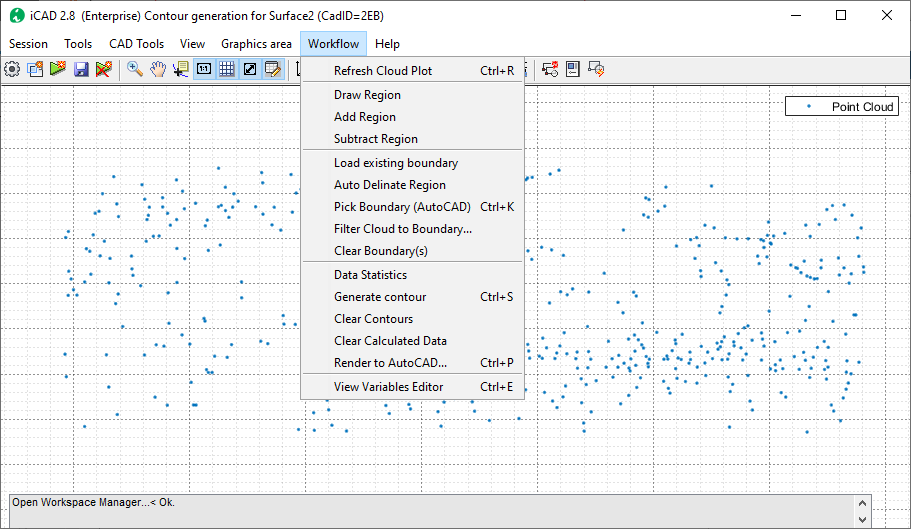 iCAD 2.8 (Enterprise) Contour generation for Surface2 (CadID=2EB)
Session Tools CAD Tools View Graphics area Workflow Help
1:1
Refresh Cloud Plot Ctrl+R
Draw Region
Add Region
Subtract Region
Load existing boundary
Auto Delinate Region
Pick Boundary (AutoCAD) Ctrl+K
Filter Cloud to Boundary...
Clear Boundary(s)
Data Statistics
Generate contour Ctrl+S
Clear Contours
Clear Calculated Data
Render to AutoCAD... Ctrl+P
View Variables Editor Ctrl+E
Point Cloud
Open Workspace Manager...< Ok.